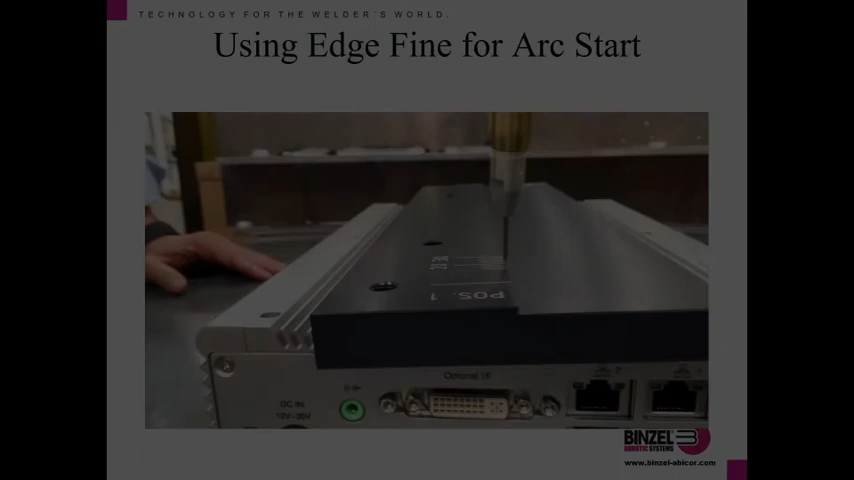 TECHNOLOGY FOR THE WELDER´S WORLD.
Using Edge Fine for Arc Start
POS. 1
Optional I/F
DC IN
12V~30V
BINZEL
ROBOTIC SYSTEMS
www.binzel-abicor.com